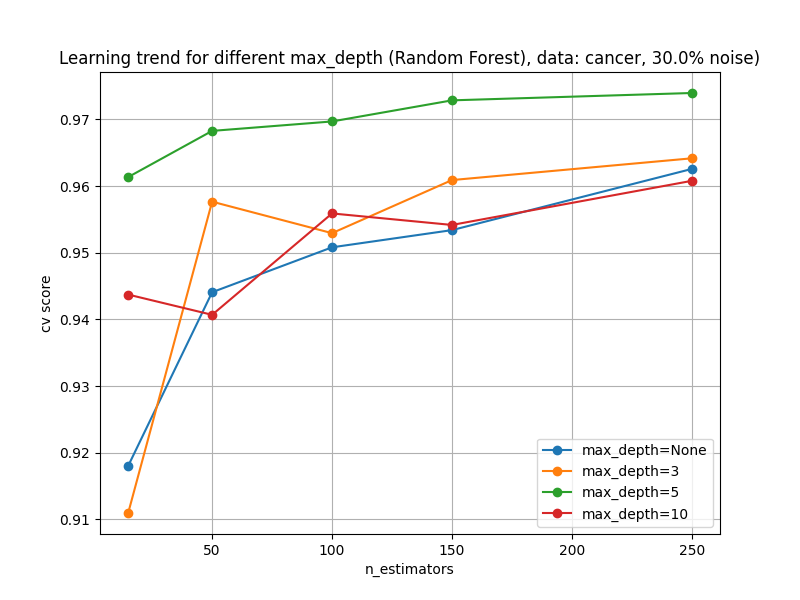 Learning trend for different max_depth (Random Forest), data: cancer, 30.0% noise)
0.97
0.96
0.95
0.94
0.93
0.92
0.91
cv score
50
100
150
200
250
n_estimators
max_depth=None
max_depth=3
max_depth=5
max_depth=10